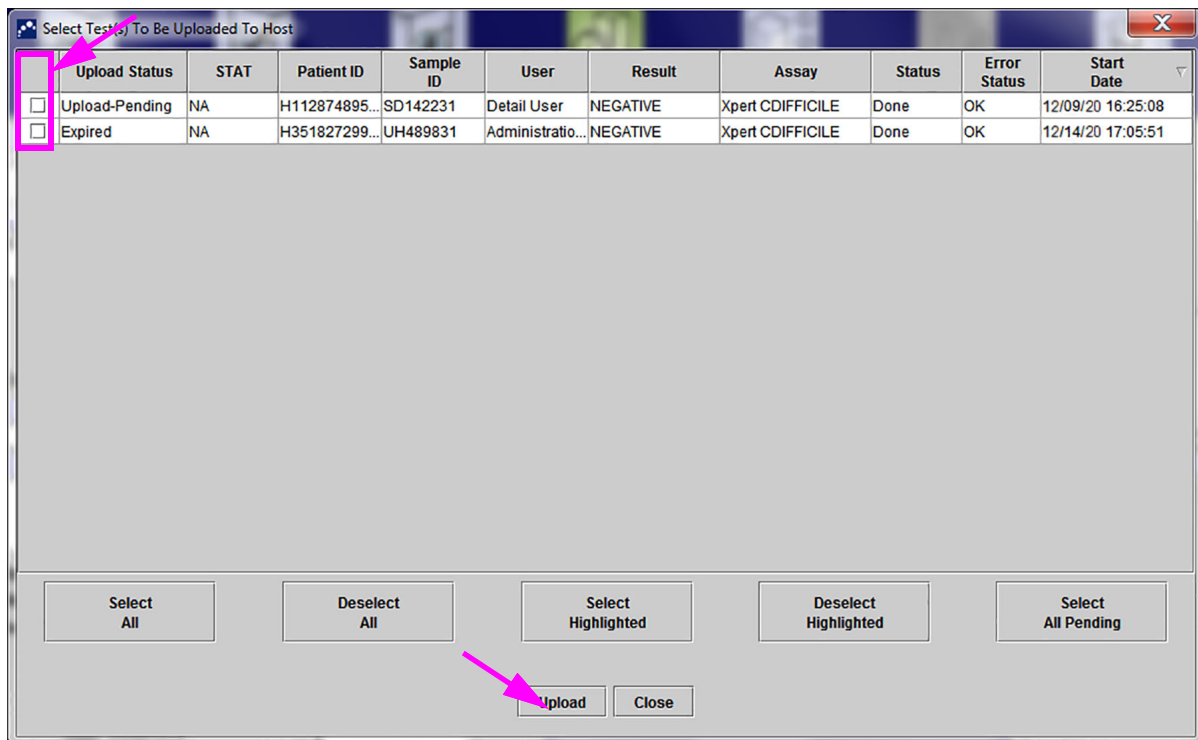 Select Test(s) To Be Uploaded To Host
Upload Status STAT Patient ID Sample ID User Result Assay Status Error Status Start Date
Upload-Pending NA H112874895... SD142231 Detail User NEGATIVE Xpert CDIFFICILE Done OK 12/09/20 16:25:08
Expired NA H351827299... UH489831 Administratio... NEGATIVE Xpert CDIFFICILE Done OK 12/14/20 17:05:51
Select All
Deselect All
Select Highlighted
Deselect Highlighted
Select All Pending
Upload Close